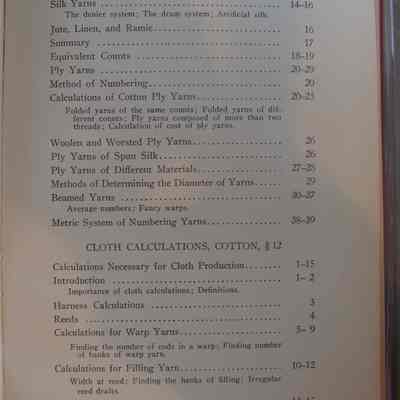 Silk Yarns ........ 14-16
The denier system; The dram system; Artificial silk.
Jute, Linen, and Ramie ........ 16
Summary ........ 17
Equivalent Counts ........ 18-19
Ply Yarns ........ 20-29
Method of Numbering ........ 20
Calculations of Cotton Ply Yarns ........ 20-25
Folded yarns of the same counts; Folded yarns of dif-
ferent counts; Ply yarns composed of more than two
threads; Calculation of cost of ply yarns.
Woolen and Worsted Ply Yarns ........ 26
Ply Yarns of Spun Silk ........ 26
Ply Yarns of Different Materials ........ 27-28
Methods of Determining the Diameter of Yarns ...... 29
Beamed Yarns ........ 30-37
Average numbers; Fancy warps.
Metric System of Numbering Yarns ........ 38-39
CLOTH CALCULATIONS, COTTON, § 12
Calculations Necessary for Cloth Production ........ 1-15
Introduction ........ 1- 2
Importance of cloth calculations; Definitions.
Harness Calculations ........ 3
Reeds ........ 4
Calculations for Warp Yarns ........ 5- 9
Finding the number of ends in a warp; Finding number
of hanks of warp yarn.
Calculations for Filling Yarn ........ 10-12
Width at reed; Finding the hanks of filling; Irregular
reed drafts.